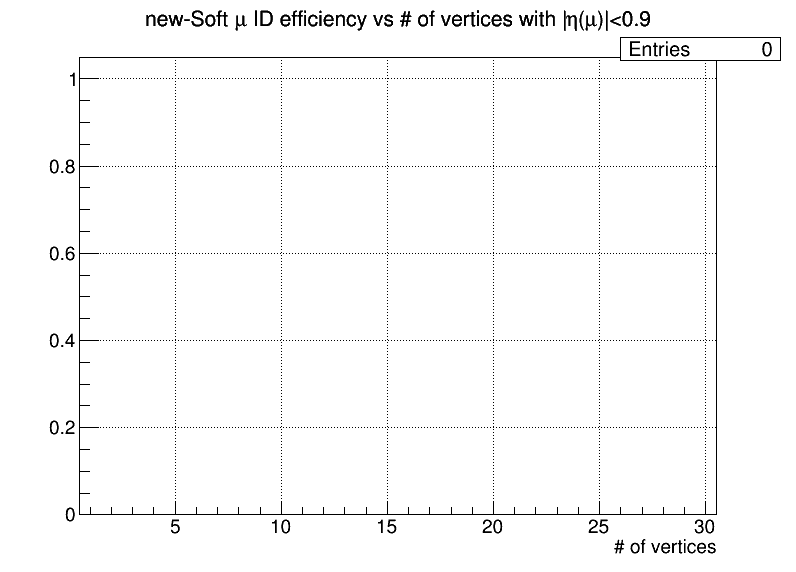 new-Soft μ ID efficiency vs # of vertices with |η(μ)|<0.9
Entries 0
1
0.8
0.6
0.4
0.2
0
5 10 15 20 25 30
# of vertices